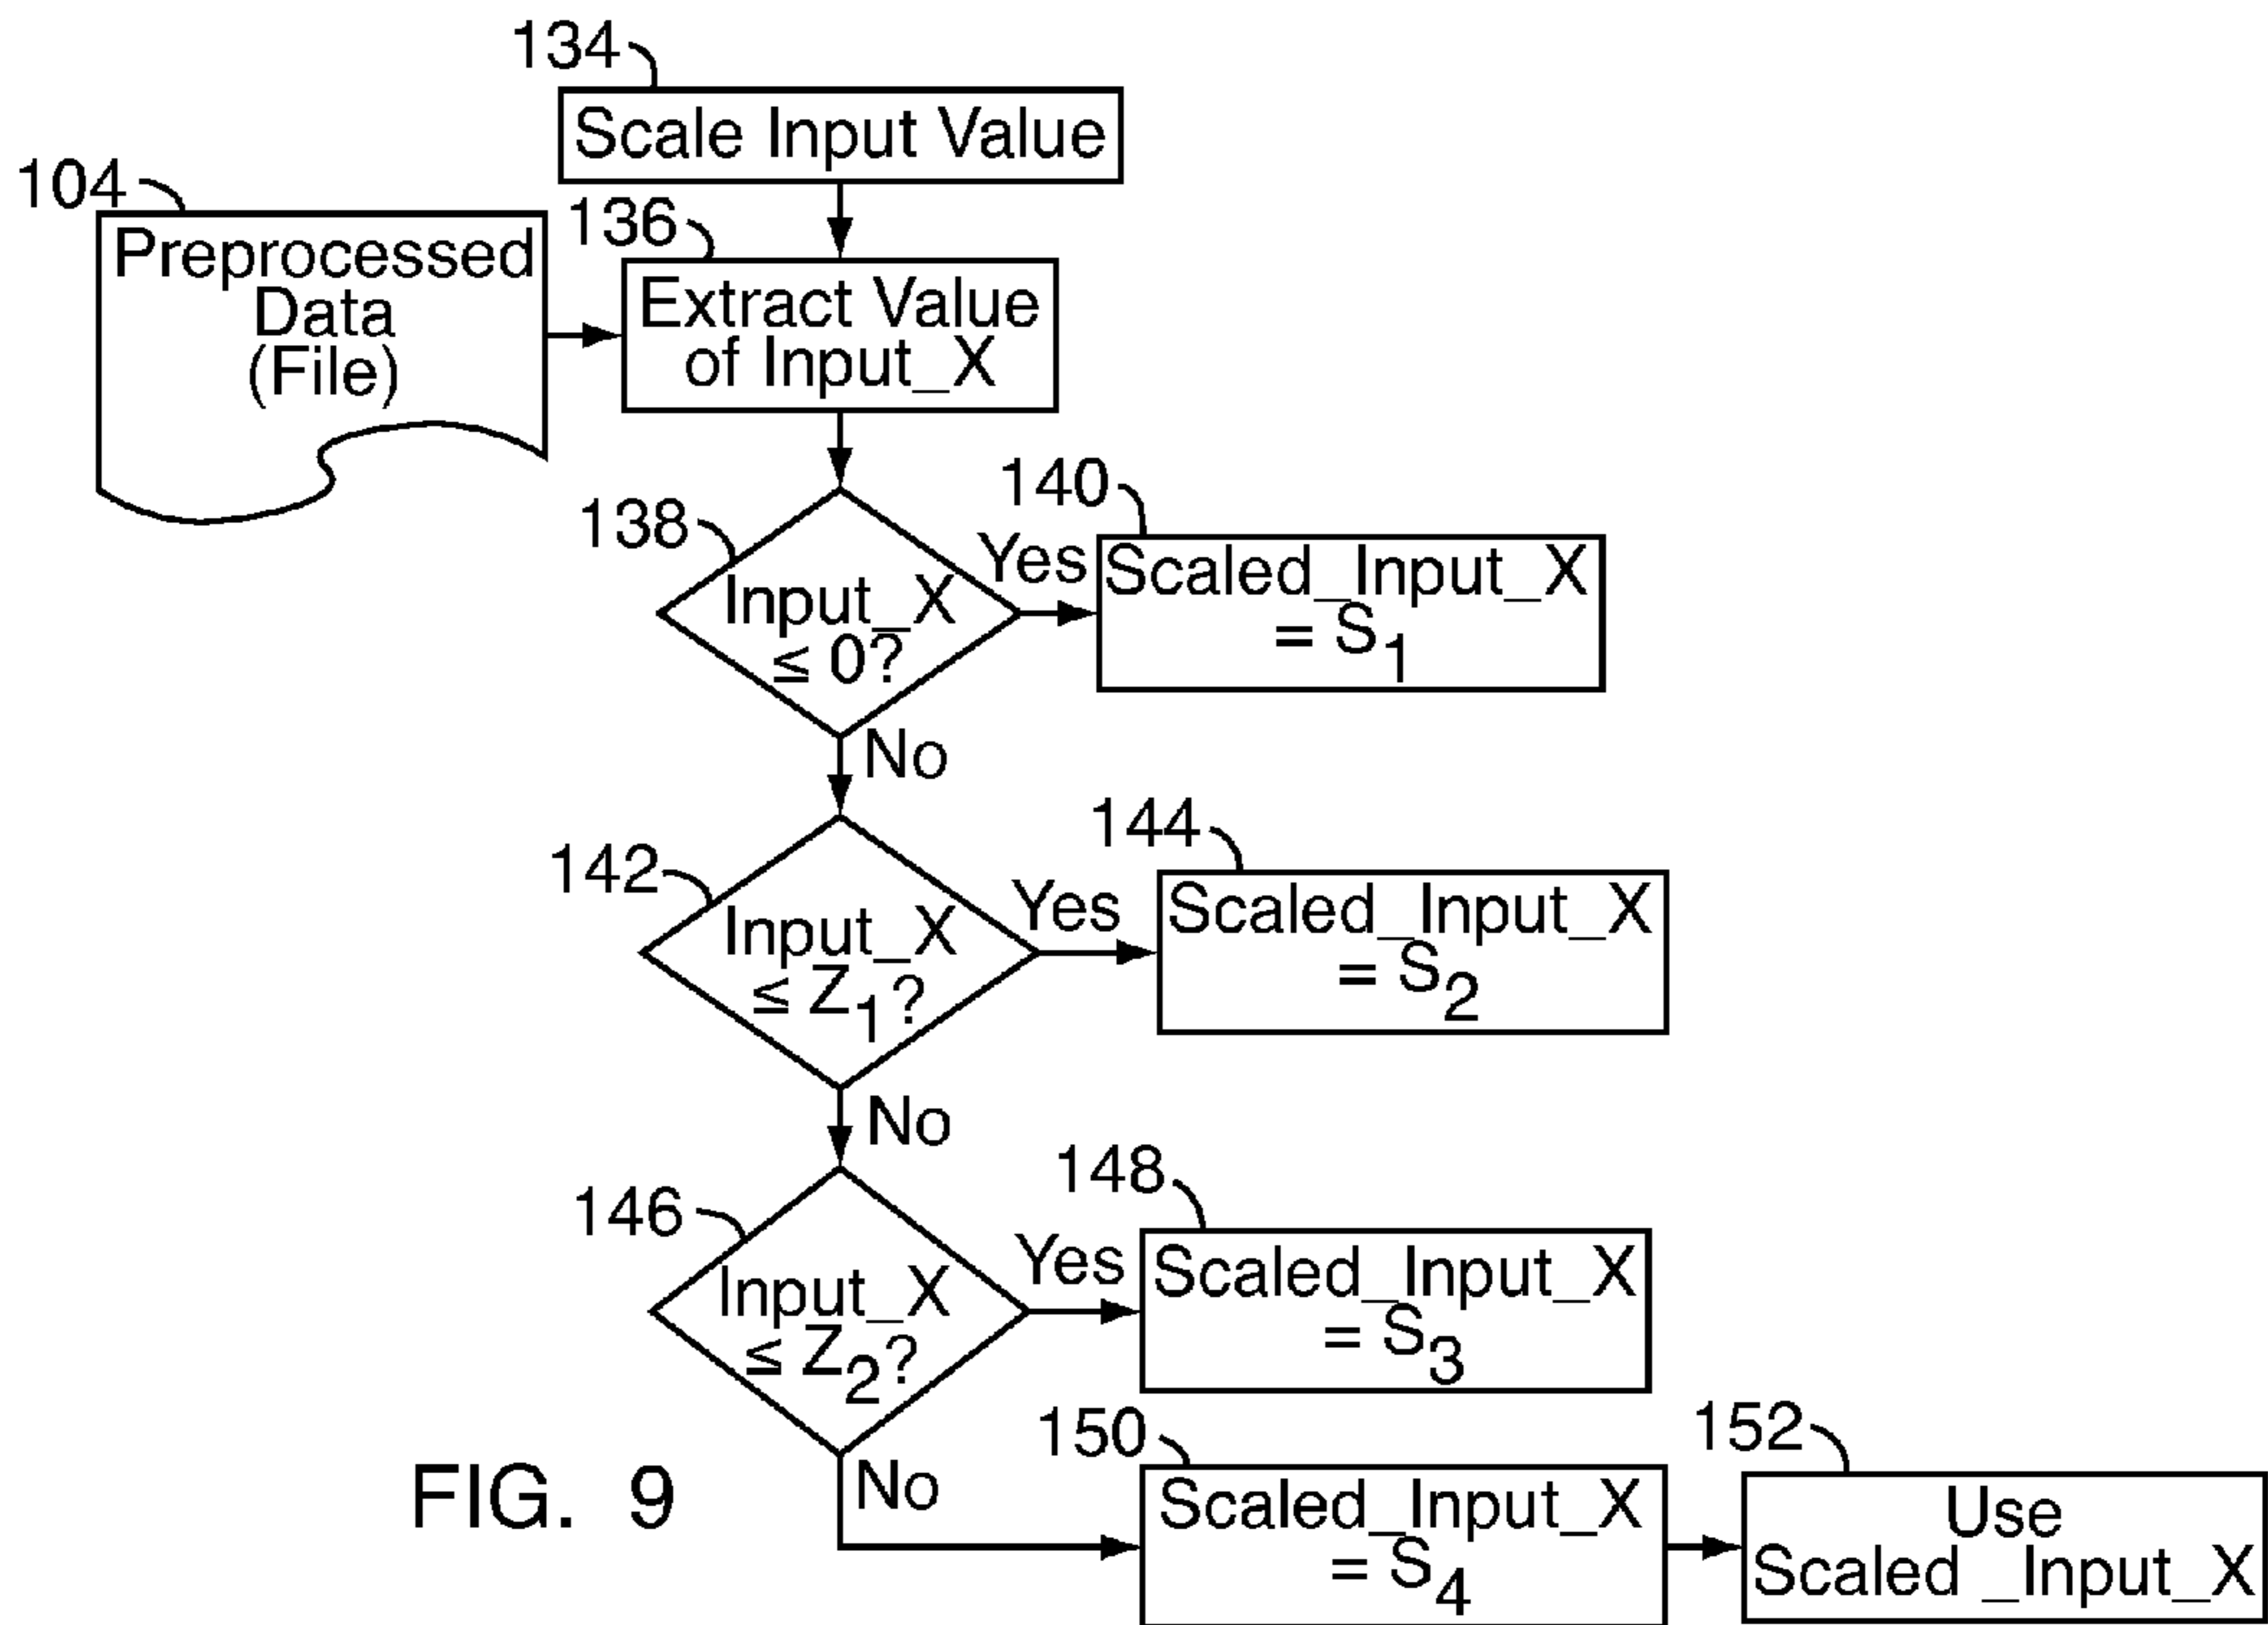 134
Scale Input Value
104
Preprocessed
Data
(File)
136
Extract Value
of Input_X
138
Input_X
≤ 0?
Yes
140
Scaled_Input_X
= S1
No
142
Input_X
≤ Z1?
Yes
144
Scaled_Input_X
= S2
No
146
Input_X
≤ Z2?
Yes
148
Scaled_Input_X
= S3
No
150
Scaled_Input_X
= S4
152
Use
Scaled _Input_X
FIG. 9